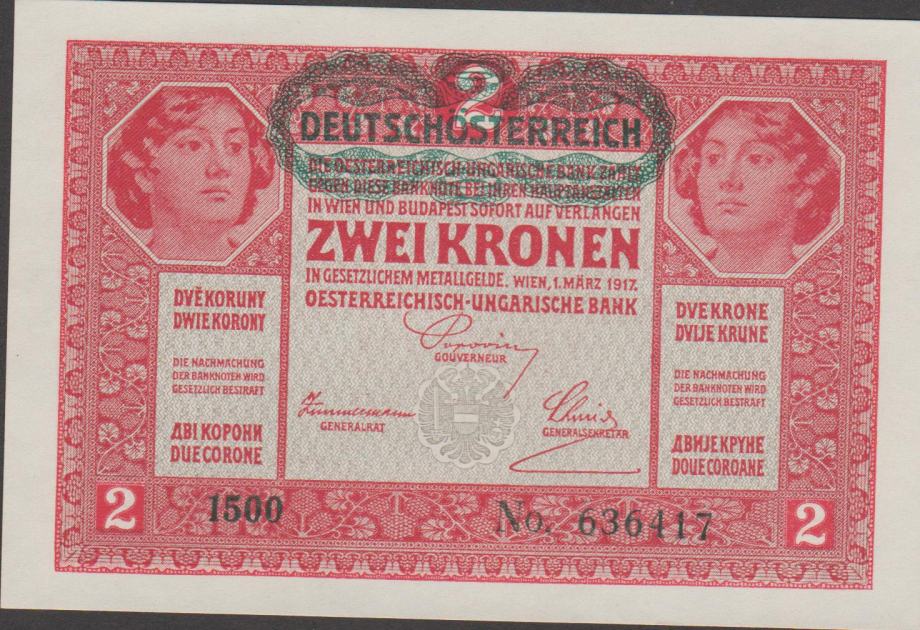 2
DEUTSCHÖSTERREICH
DIE OESTERREICHISCH-UNGARISCHE BANK ZAHLT
GEGEN DIESE BANKNOTE BEI IHREN HAUPTANSTALTEN
IN WIEN UND BUDAPEST SOFORT AUF VERLANGEN
ZWEI KRONEN
IN GESETZLICHEM METALLGELDE. WIEN, 1. MÄRZ 1917.
OESTERREICHISCH-UNGARISCHE BANK
Popovics
GOUVERNEUR
GENERALRAT
Schmid
GENERALSEKRETÄR
DVĚ KORUNY
DWIE KORONY
DIE NACHMACHUNG
DER BANKNOTEN WIRD
GESETZLICH BESTRAFT
ДВІ КОРОНИ
DUE CORONE
DVE KRONE
DVIJE KRUNE
DIE NACHMACHUNG
DER BANKNOTEN WIRD
GESETZLICH BESTRAFT
ДВИЈЕ КРУНЕ
DOUE COROANE
2
1500
No. 636417
2